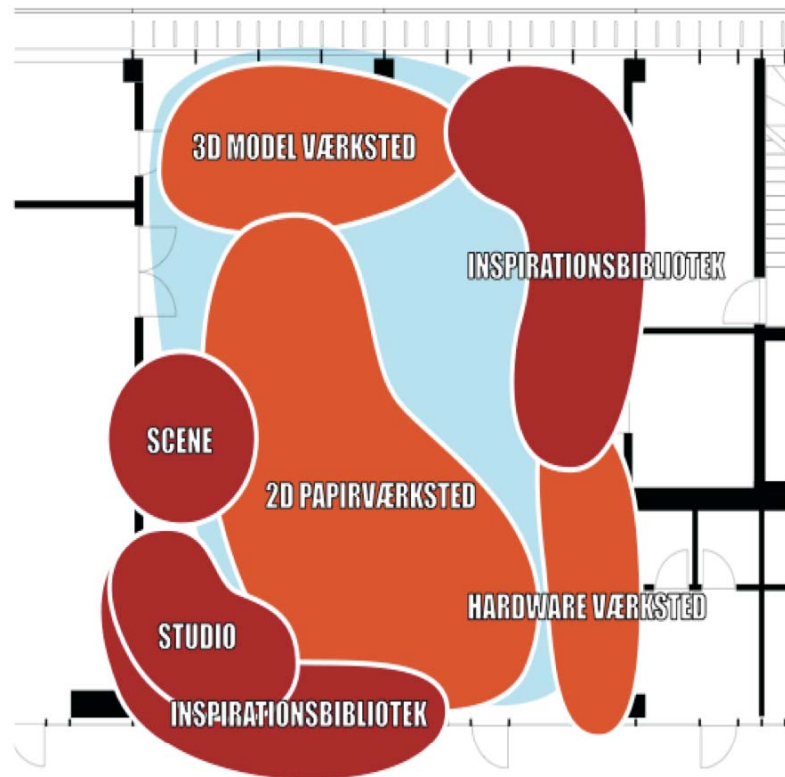 3D MODEL VÆRKSTED
INSPIRATIONSBIBLIOTEK
SCENE
2D PAPIRVÆRKSTED
HARDWARE VÆRKSTED
STUDIO
INSPIRATIONSBIBLIOTEK